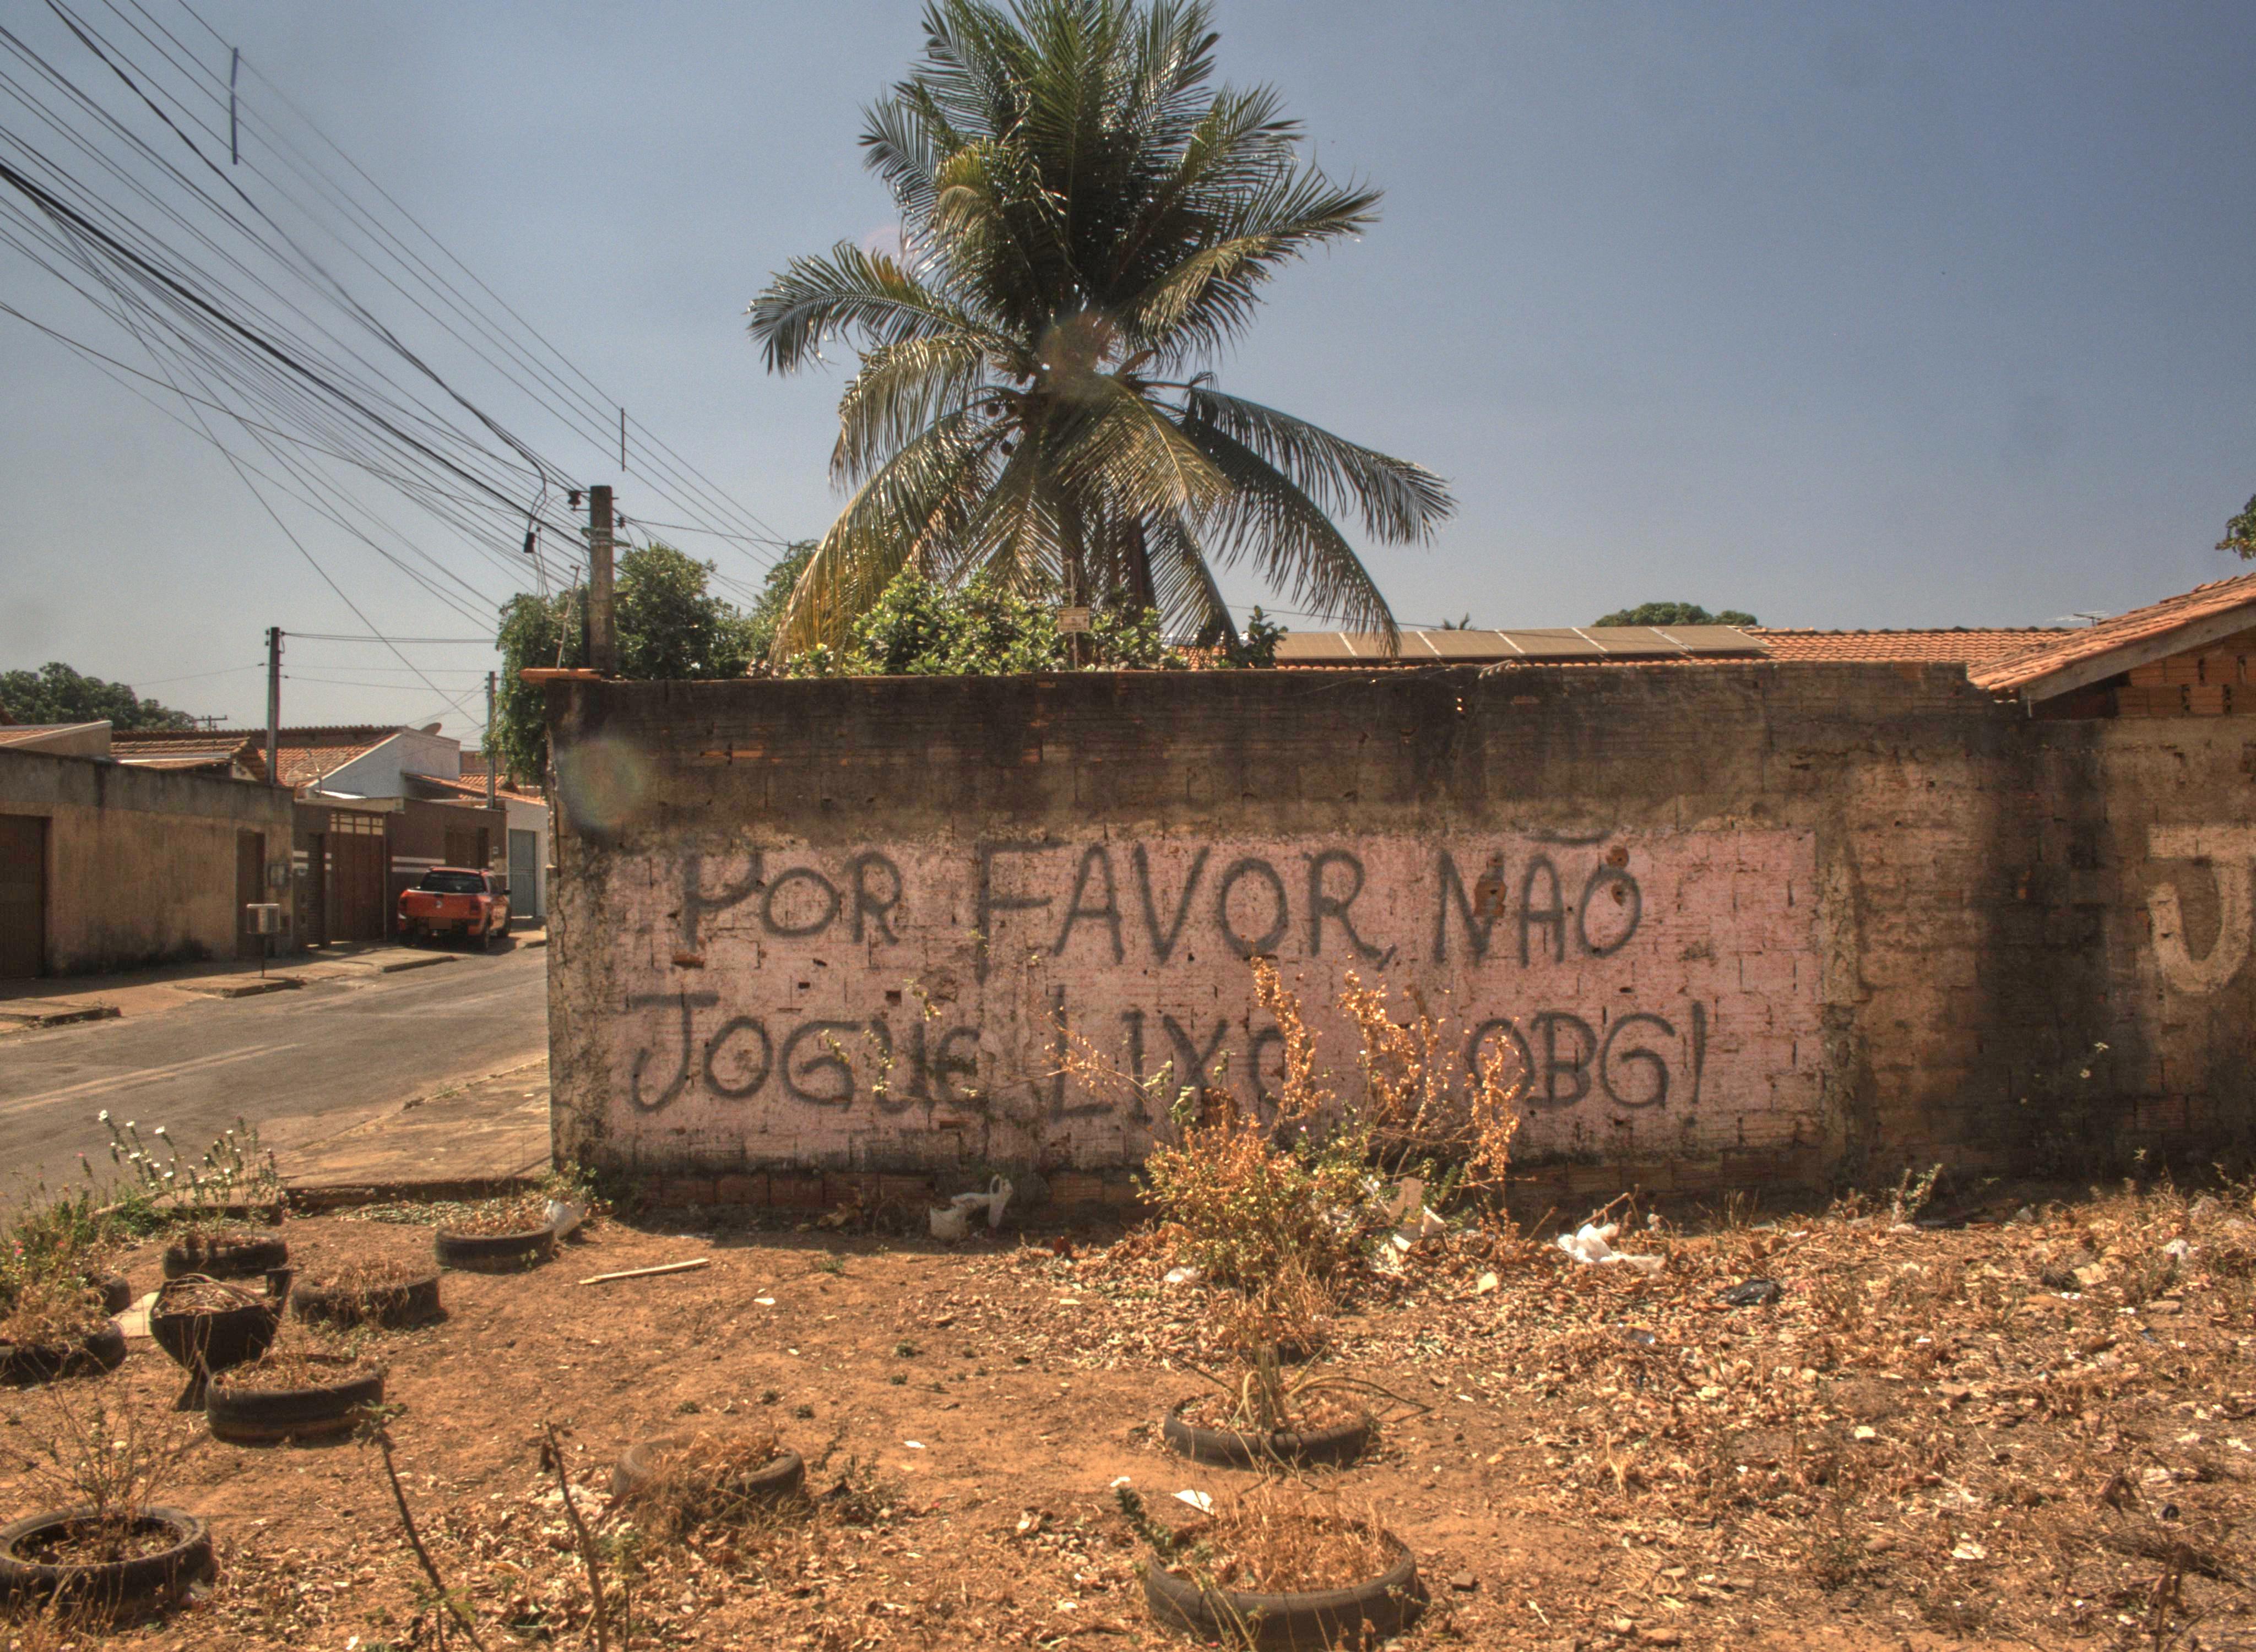 POR FAVOR, NÃO
JOGUE LIXO OBG!